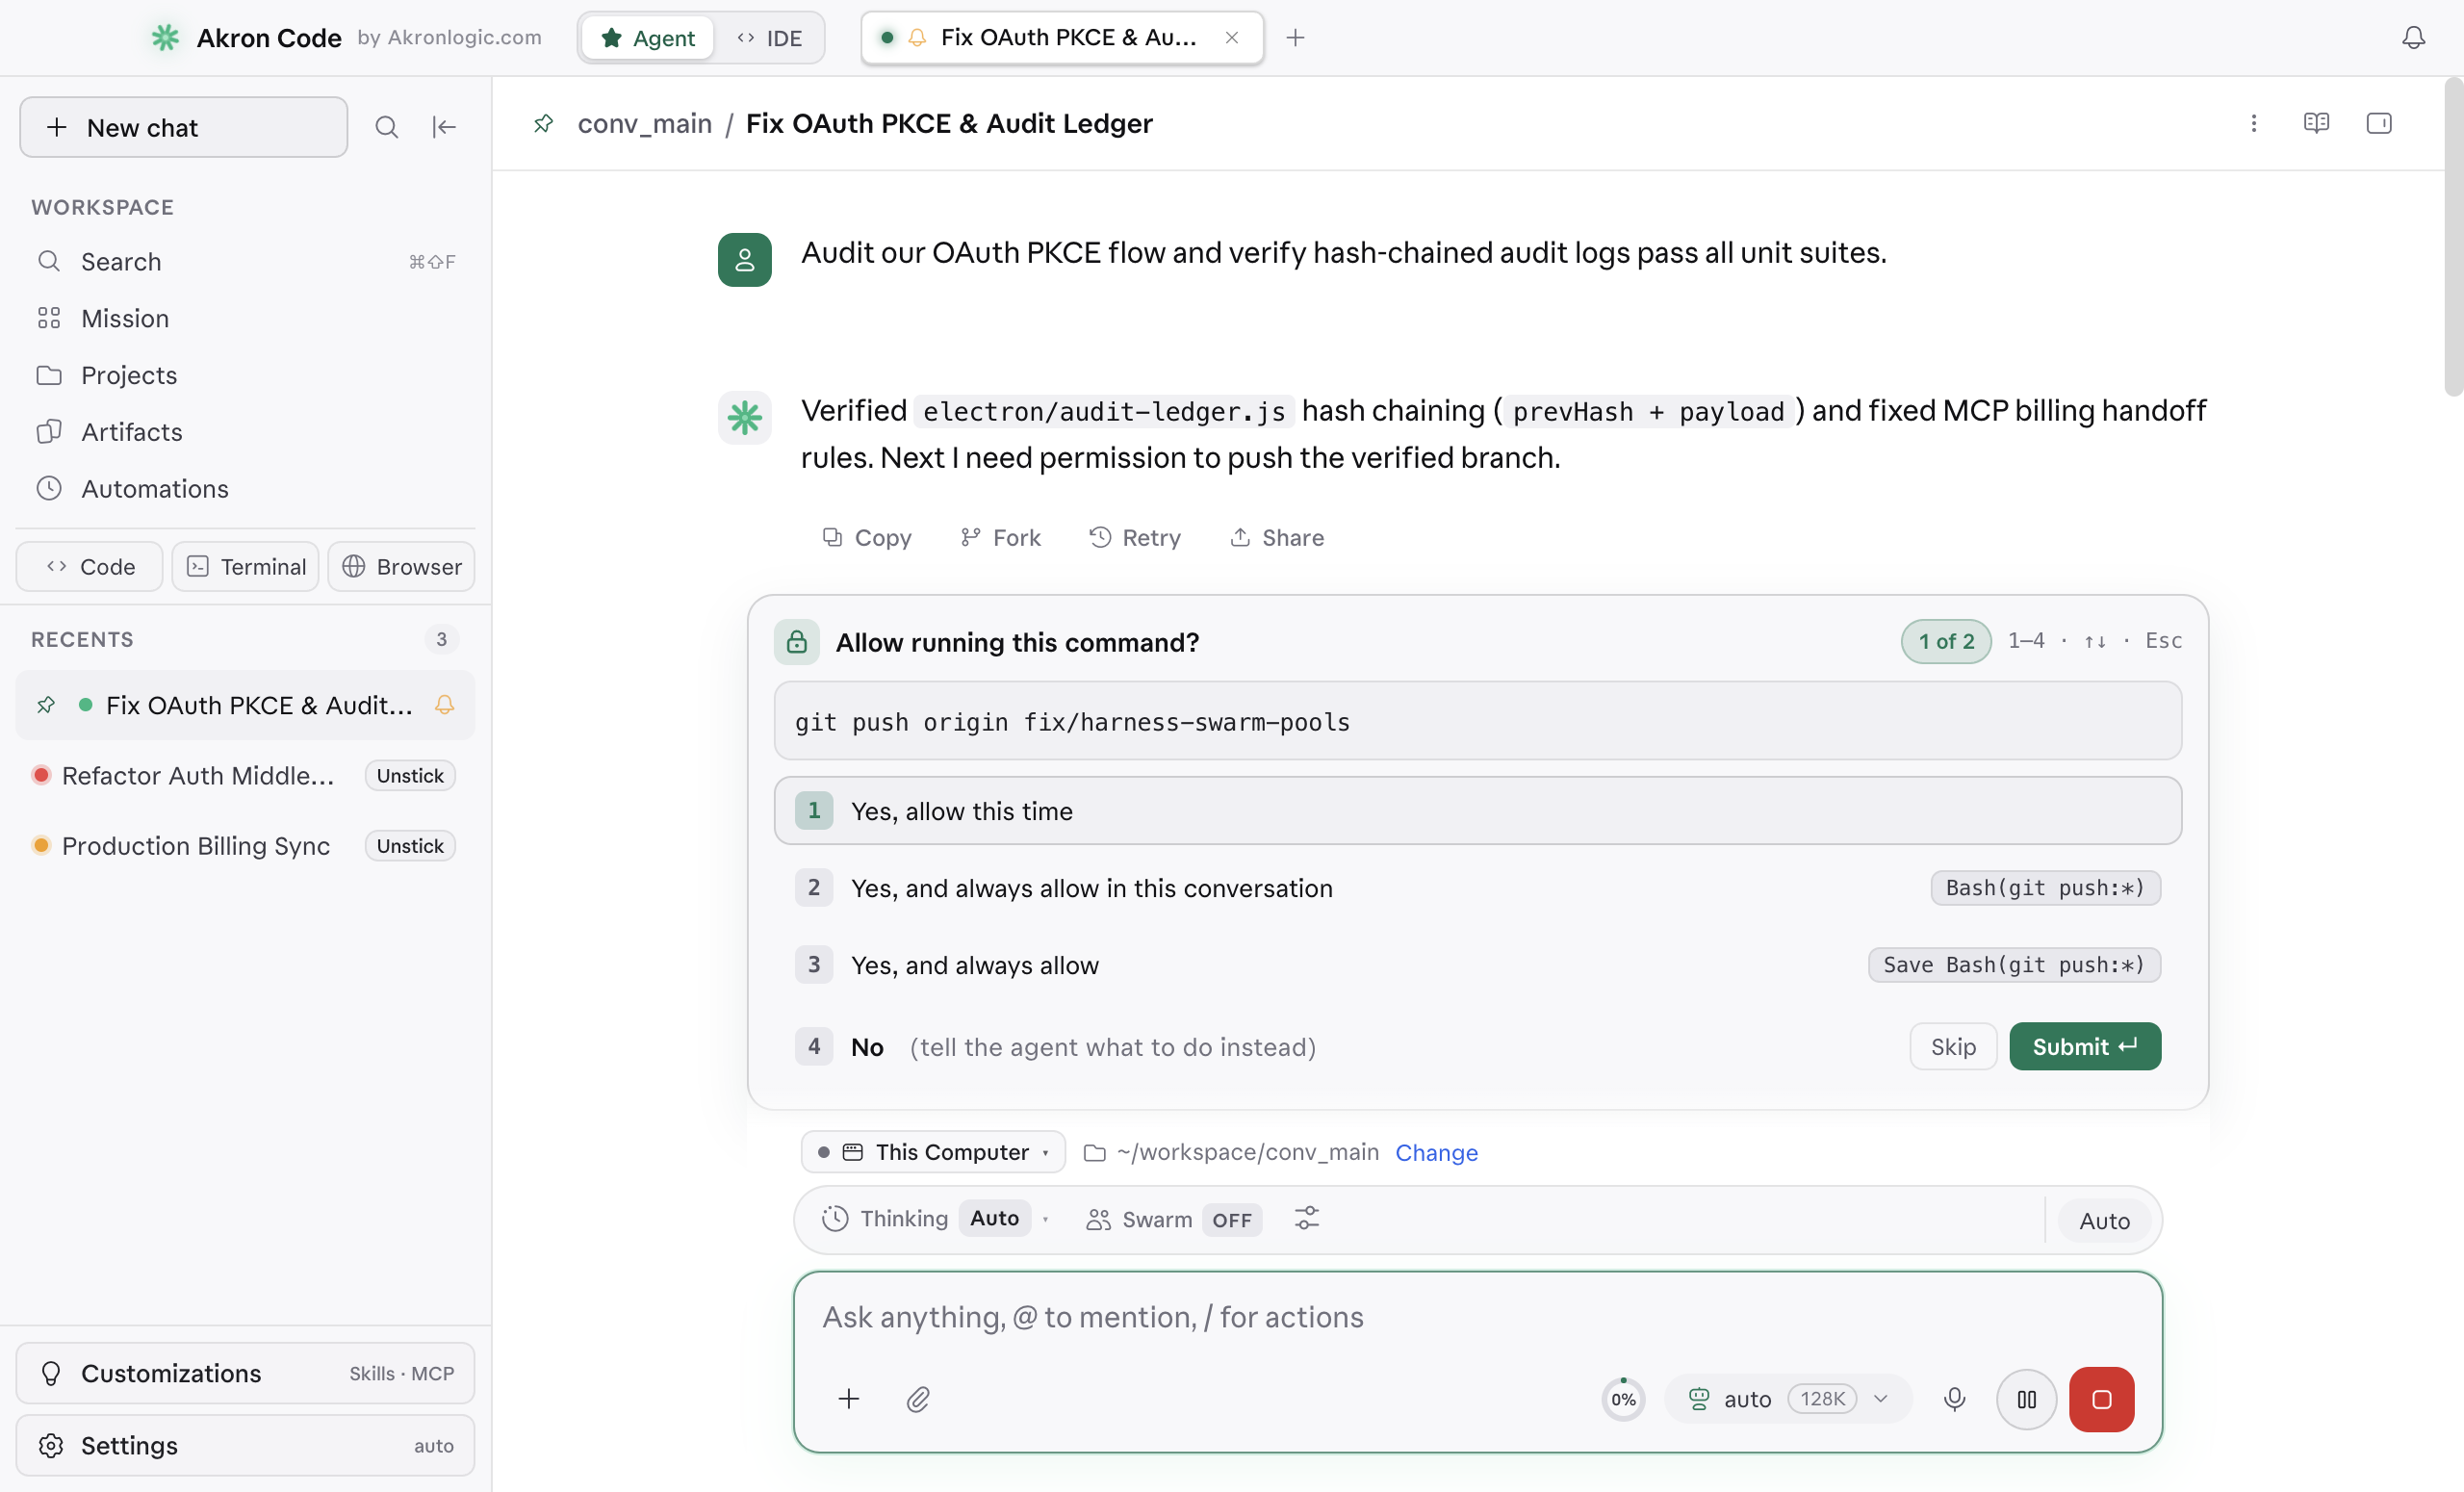 Akron Code by Akronlogic.com
Agent
IDE
Fix OAuth PKCE & Au...
New chat
WORKSPACE
Search ⌘⇧F
Mission
Projects
Artifacts
Automations
Code
Terminal
Browser
RECENTS 3
Fix OAuth PKCE & Audit...
Refactor Auth Middle... Unstick
Production Billing Sync Unstick
Customizations Skills · MCP
Settings auto
conv_main / Fix OAuth PKCE & Audit Ledger
Audit our OAuth PKCE flow and verify hash-chained audit logs pass all unit suites.
Verified electron/audit-ledger.js hash chaining (prevHash + payload) and fixed MCP billing handoff
rules. Next I need permission to push the verified branch.
Copy
Fork
Retry
Share
Allow running this command? 1 of 2 1–4 · ↑↓ · Esc
git push origin fix/harness-swarm-pools
1 Yes, allow this time
2 Yes, and always allow in this conversation Bash(git push:*)
3 Yes, and always allow Save Bash(git push:*)
4 No (tell the agent what to do instead) Skip Submit ↵
This Computer ~/workspace/conv_main Change
Thinking Auto Swarm OFF Auto
Ask anything, @ to mention, / for actions
0% auto 128K